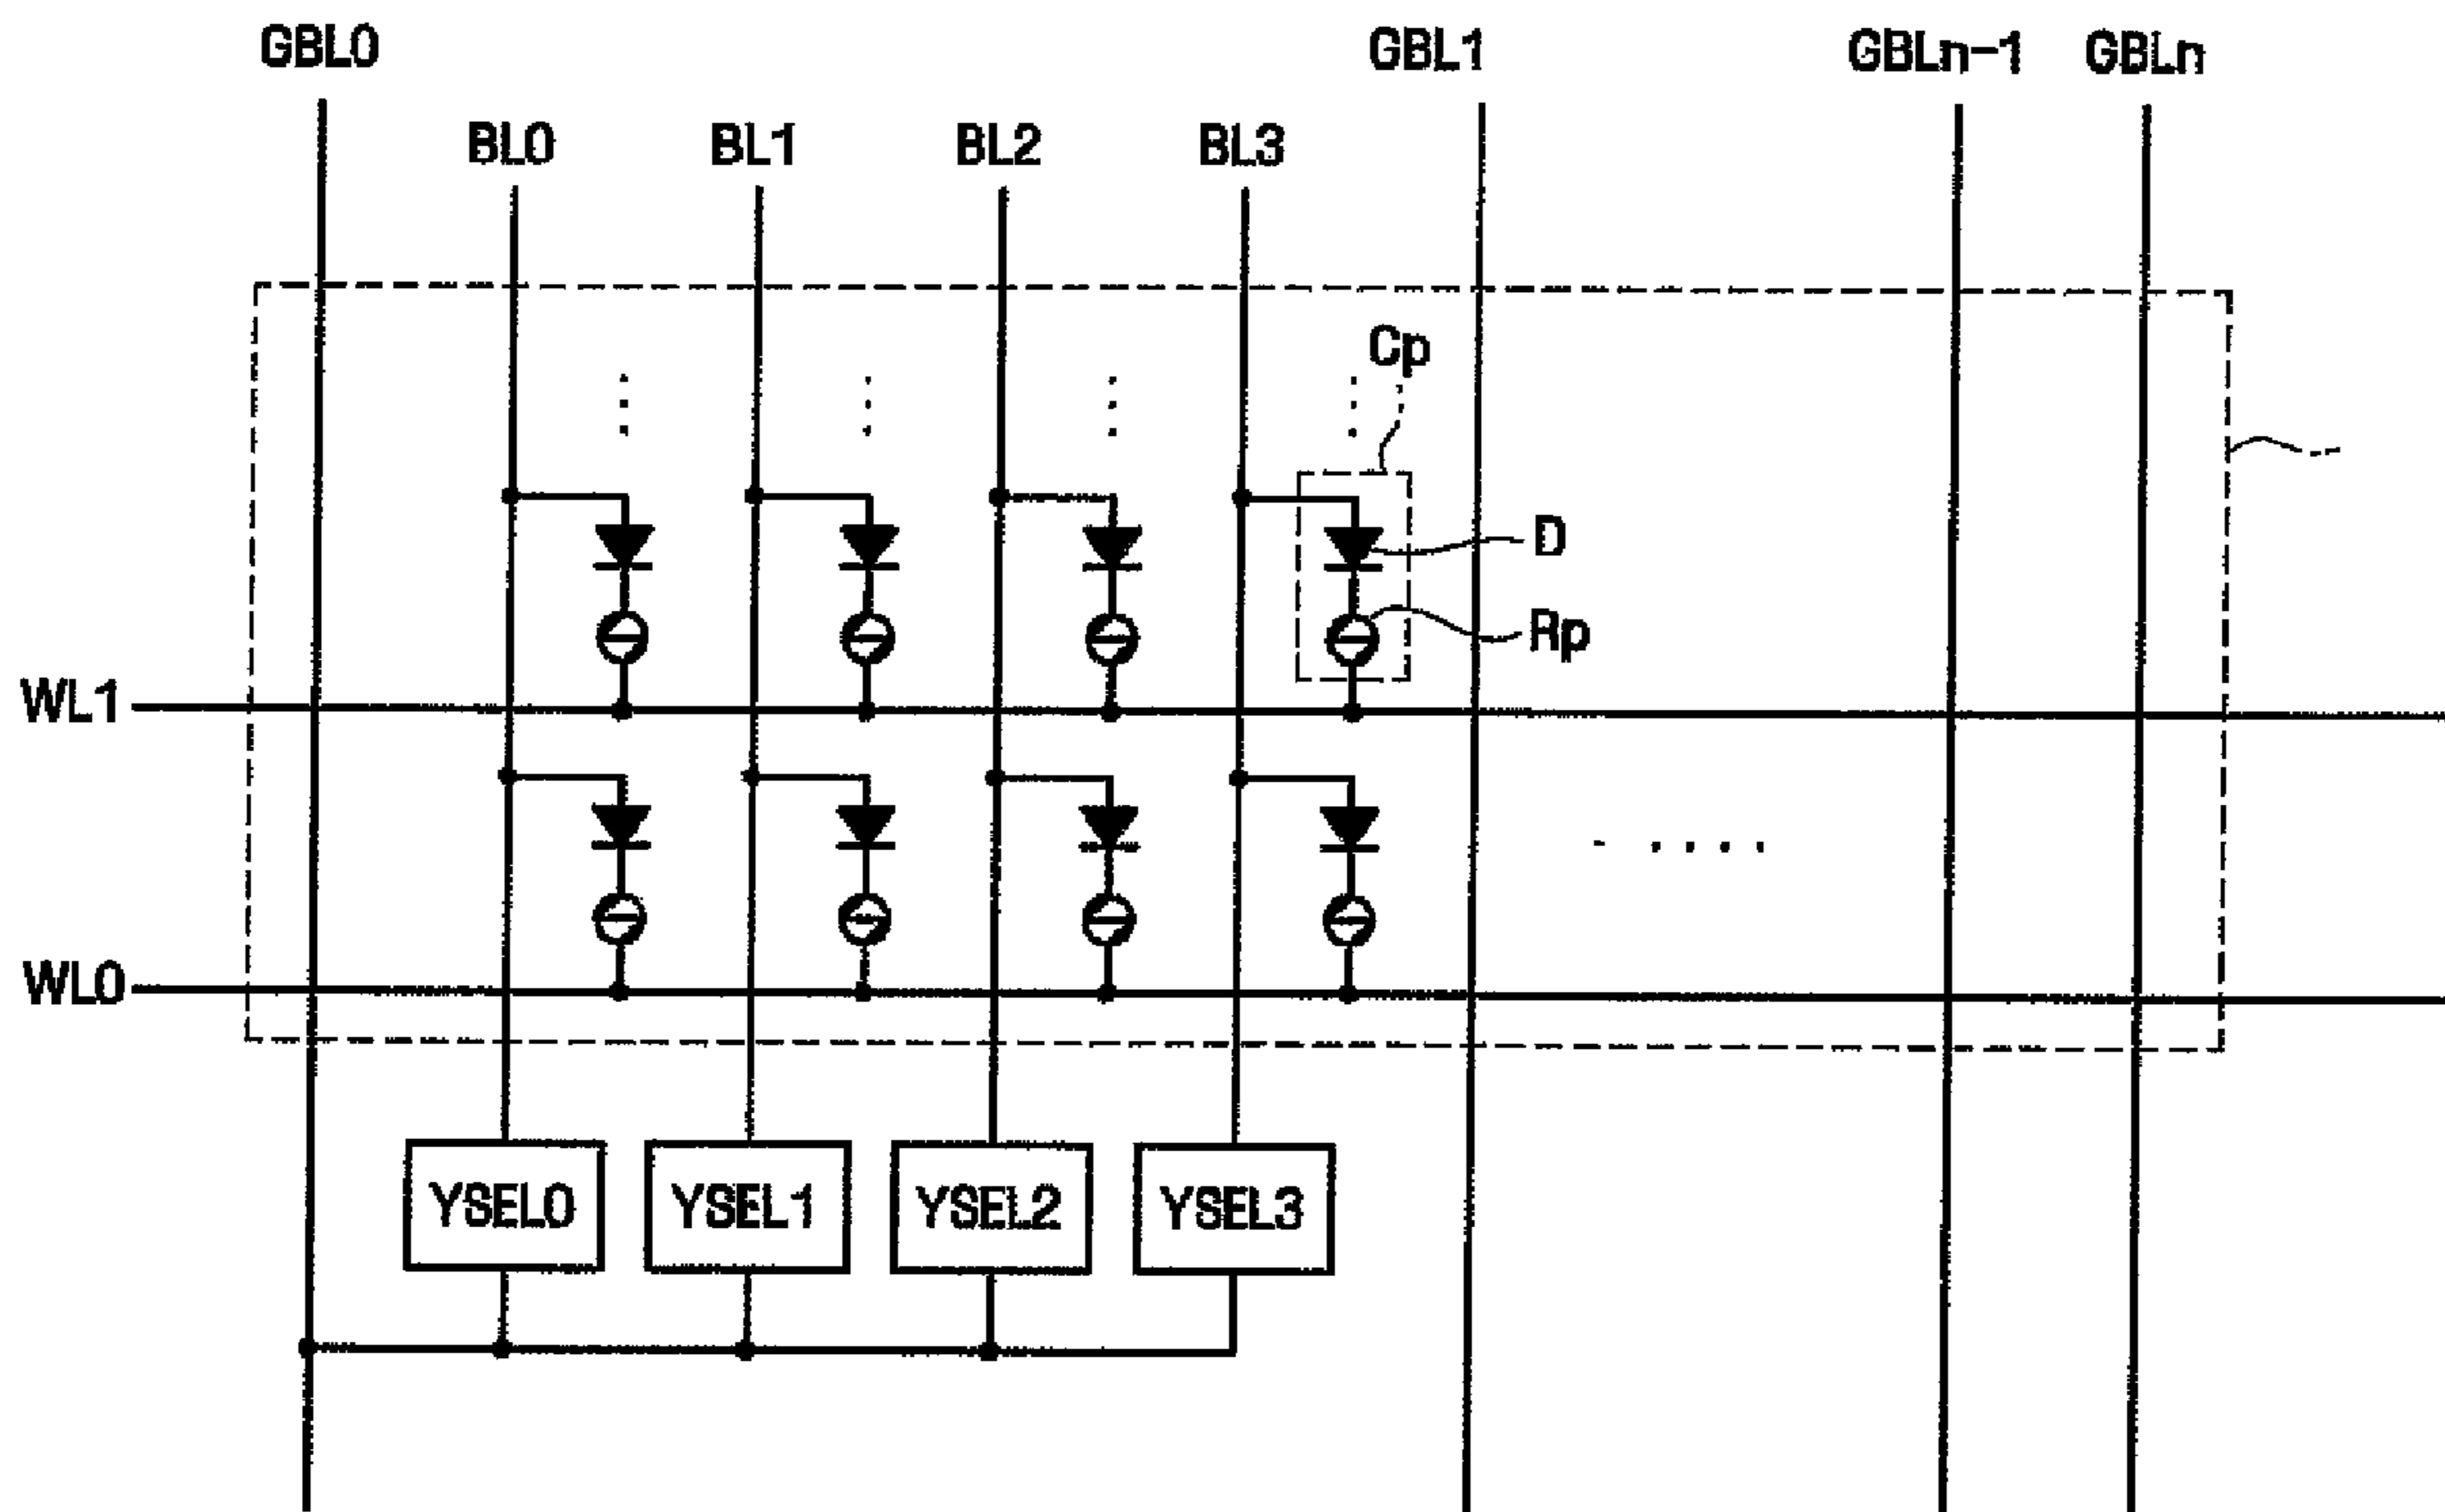 GBL0 GBL1 GBLn-1 GBLn
BL0 BL1 BL2 BL3
Cp
D
Rp
WL1
WL0
YSEL0 YSEL1 YSEL2 YSEL3